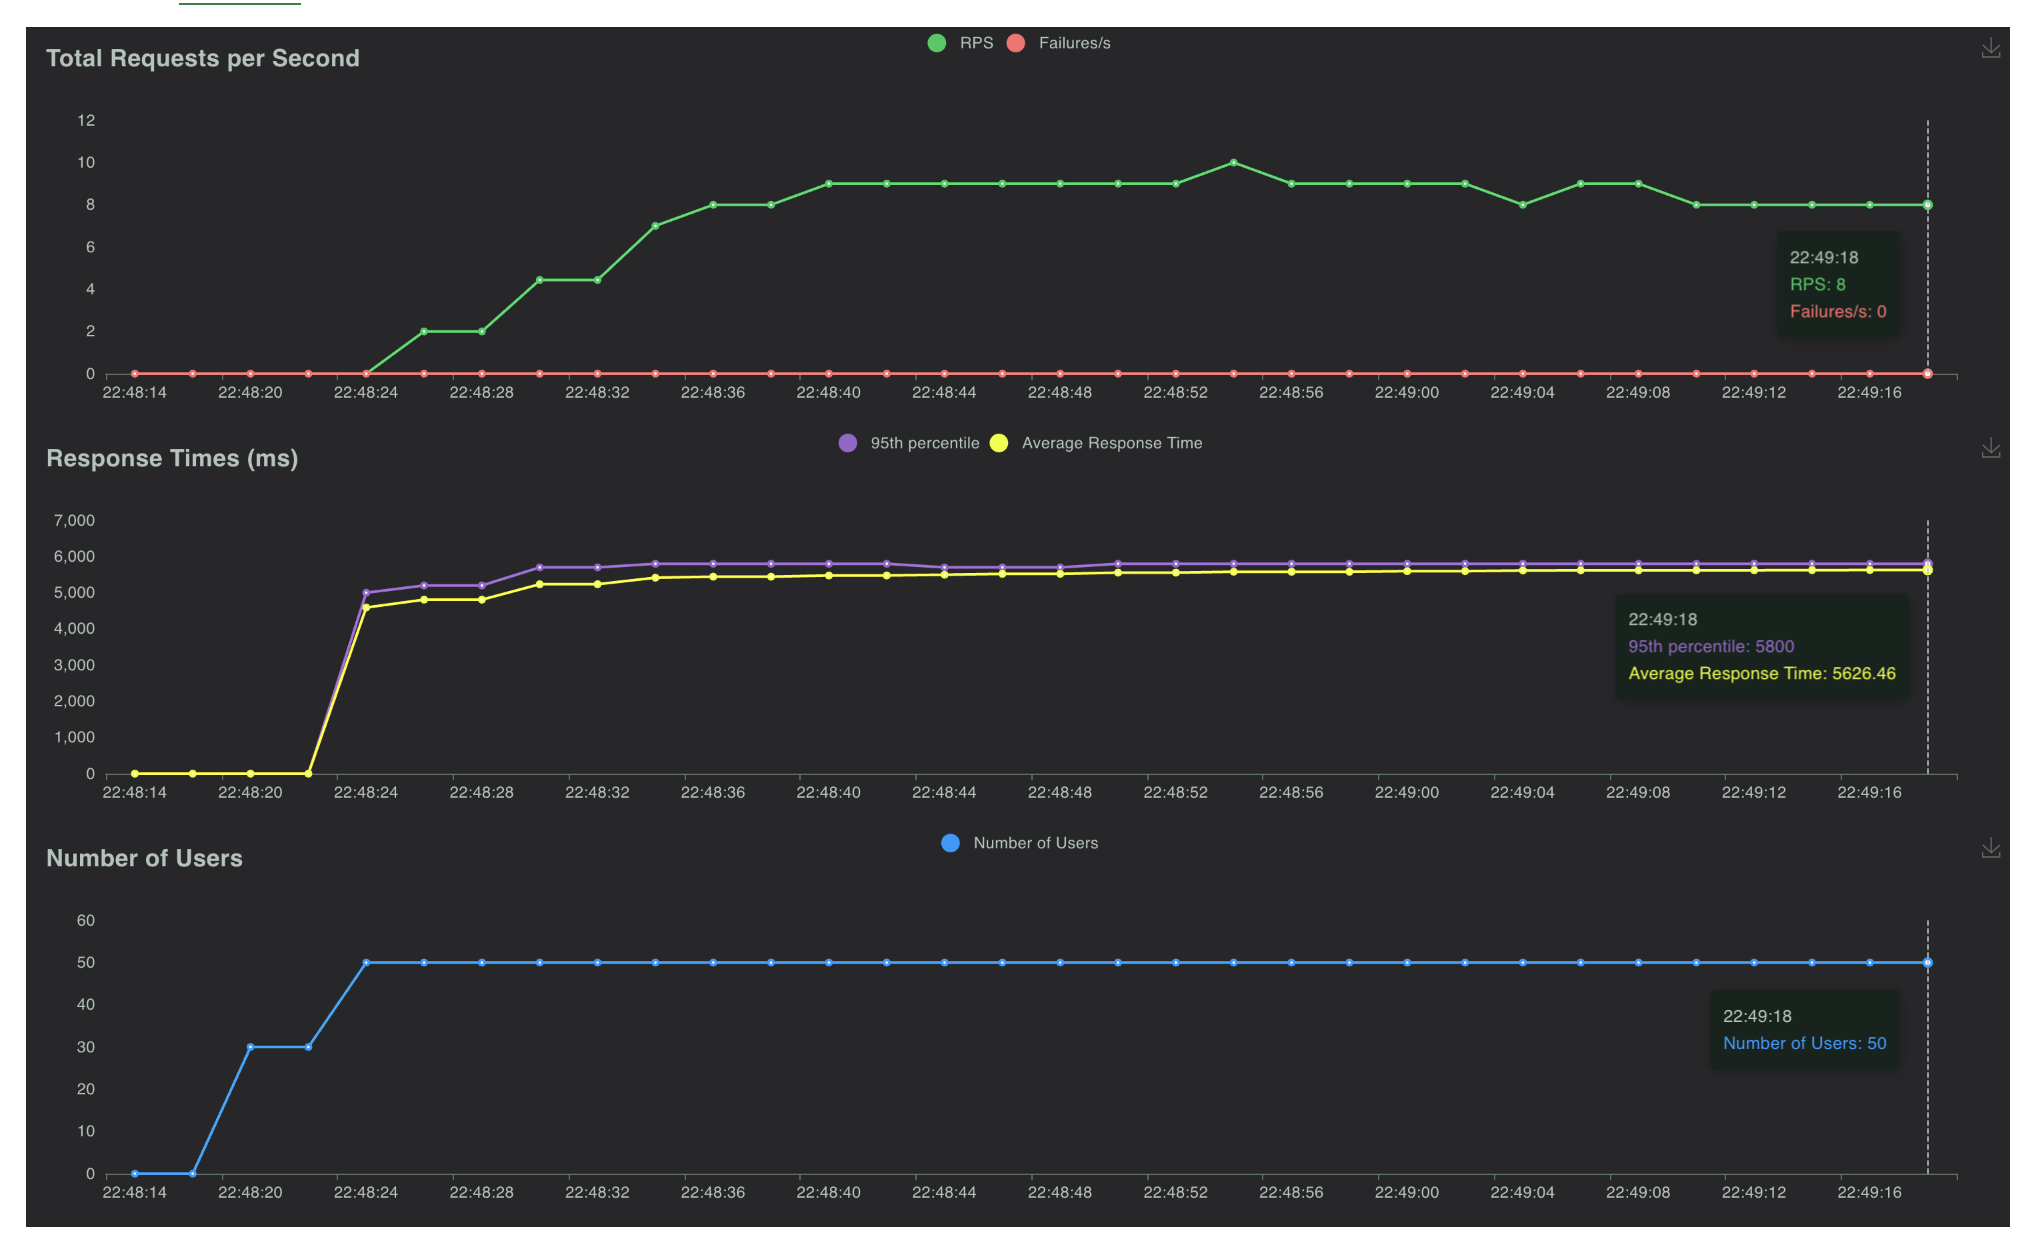 Total Requests per Second
RPS Failures/s
12
10
8
6
4
2
0
22:49:18
RPS: 8
Failures/s: 0
22:48:14 22:48:20 22:48:24 22:48:28 22:48:32 22:48:36 22:48:40 22:48:44 22:48:48 22:48:52 22:48:56 22:49:00 22:49:04 22:49:08 22:49:12 22:49:16
Response Times (ms)
95th percentile Average Response Time
7,000
6,000
5,000
4,000
3,000
2,000
1,000
0
22:49:18
95th percentile: 5800
Average Response Time: 5626.46
22:48:14 22:48:20 22:48:24 22:48:28 22:48:32 22:48:36 22:48:40 22:48:44 22:48:48 22:48:52 22:48:56 22:49:00 22:49:04 22:49:08 22:49:12 22:49:16
Number of Users
Number of Users
60
50
40
30
20
10
0
22:49:18
Number of Users: 50
22:48:14 22:48:20 22:48:24 22:48:28 22:48:32 22:48:36 22:48:40 22:48:44 22:48:48 22:48:52 22:48:56 22:49:00 22:49:04 22:49:08 22:49:12 22:49:16